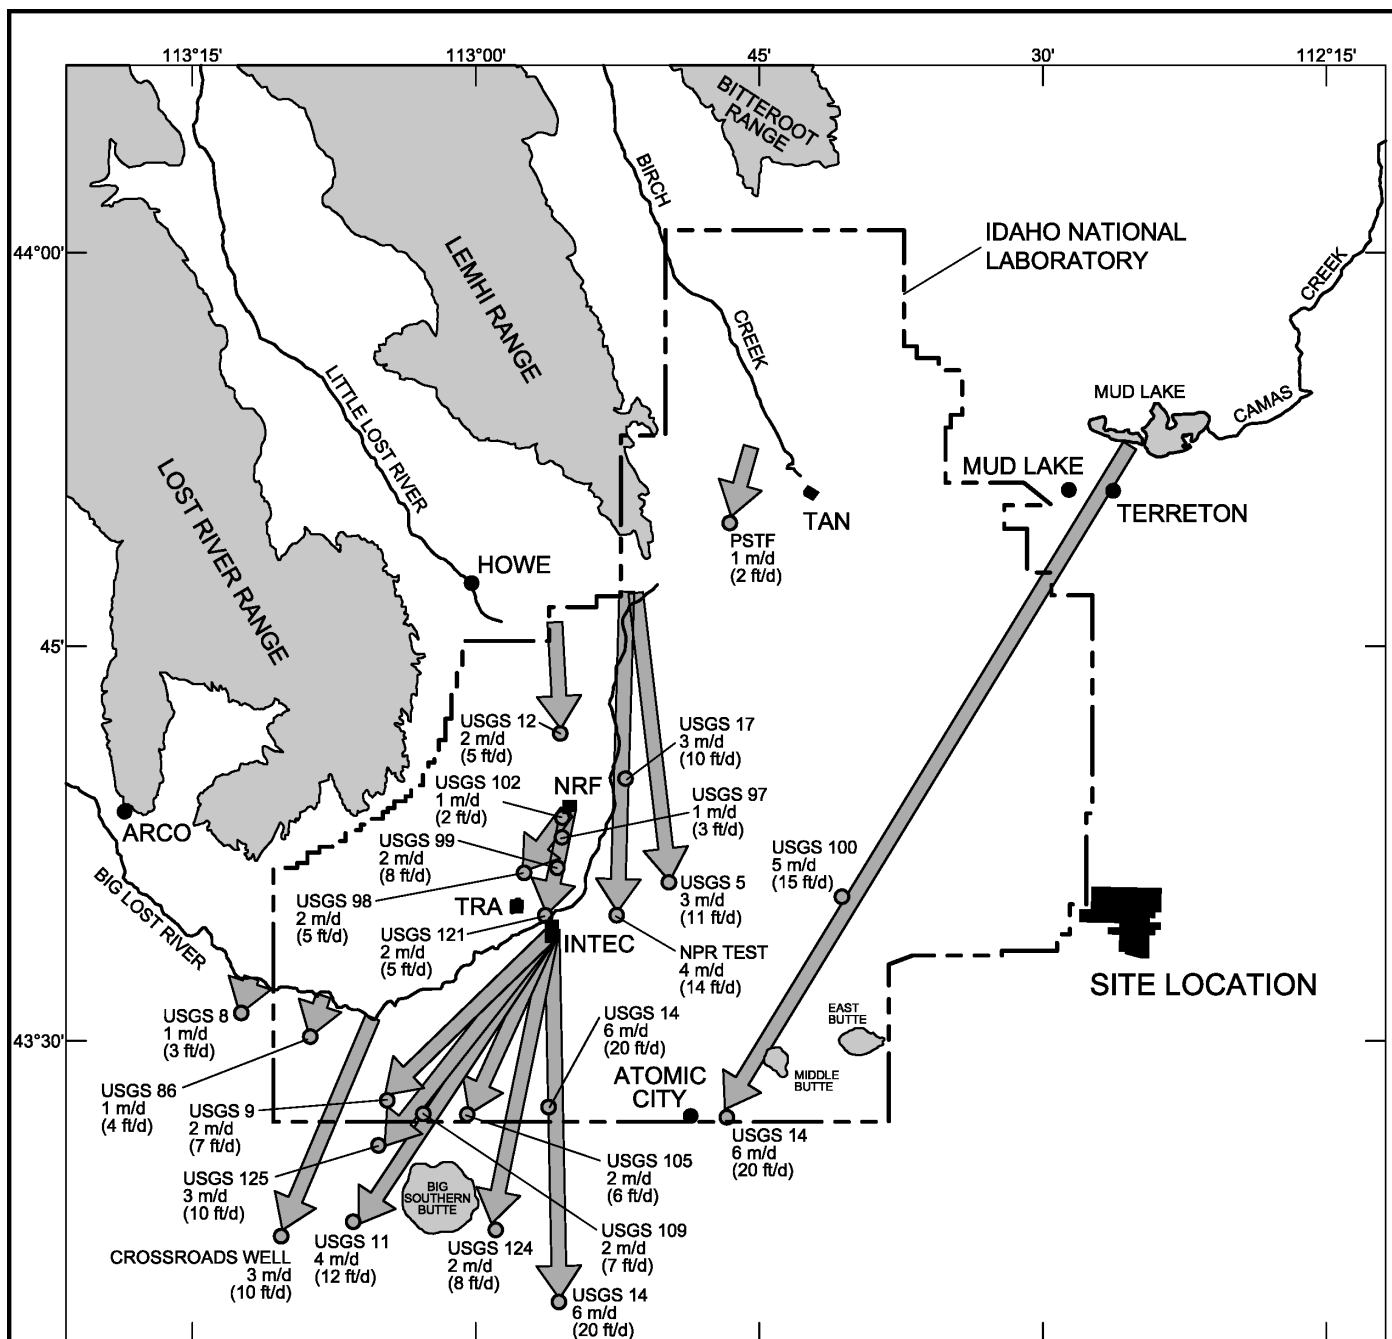 113°15'
113°00'
45'
30'
112°15'
BITTEROOT
RANGE
BIRCH
CREEK
44°00'
IDAHO NATIONAL
LABORATORY
CREEK
CAMAS
LEMHI RANGE
LITTLE LOST RIVER
MUD LAKE
MUD LAKE
TERRETON
TAN
LOST RIVER RANGE
PSTF
1 m/d
(2 ft/d)
HOWE
45'
USGS 12
2 m/d
(5 ft/d)
USGS 17
3 m/d
(10 ft/d)
USGS 102
1 m/d
(2 ft/d)
NRF
USGS 97
1 m/d
(3 ft/d)
ARCO
USGS 99
2 m/d
(8 ft/d)
USGS 100
5 m/d
(15 ft/d)
BIG LOST RIVER
USGS 98
2 m/d
(5 ft/d)
TRA
USGS 5
3 m/d
(11 ft/d)
USGS 121
2 m/d
(5 ft/d)
INTEC
NPR TEST
4 m/d
(14 ft/d)
SITE LOCATION
USGS 8
1 m/d
(3 ft/d)
USGS 14
6 m/d
(20 ft/d)
EAST
BUTTE
43°30'
MIDDLE
BUTTE
ATOMIC
CITY
USGS 86
1 m/d
(4 ft/d)
USGS 9
2 m/d
(7 ft/d)
USGS 14
6 m/d
(20 ft/d)
USGS 105
2 m/d
(6 ft/d)
USGS 125
3 m/d
(10 ft/d)
BIG
SOUTHERN
BUTTE
USGS 109
2 m/d
(7 ft/d)
CROSSROADS WELL
3 m/d
(10 ft/d)
USGS 11
4 m/d
(12 ft/d)
USGS 124
2 m/d
(8 ft/d)
USGS 14
6 m/d
(20 ft/d)